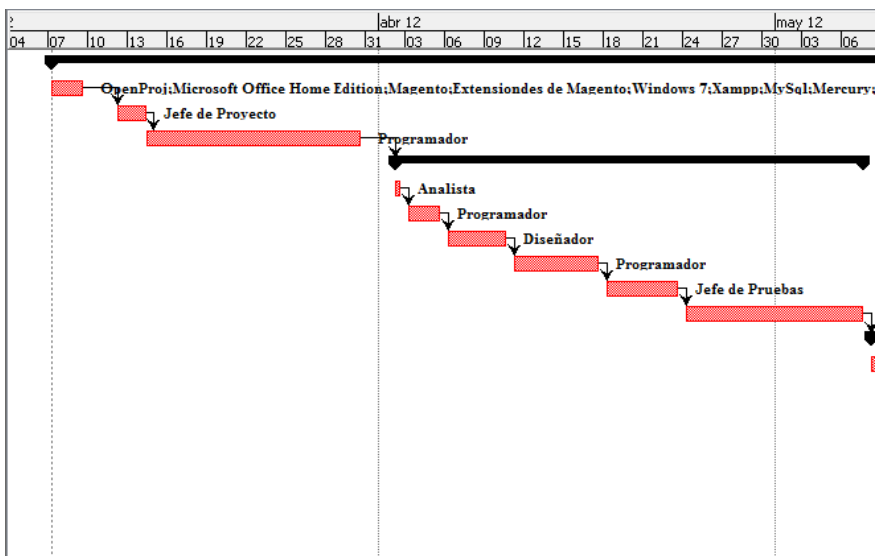 2 abr 12 may 12
04 07 10 13 16 19 22 25 28 31 03 06 09 12 15 18 21 24 27 30 03 06
OpenProj;Microsoft Office Home Edition;Magento;Extensiondes de Magento;Windows 7;Xampp;MySql;Mercury;
Jefe de Proyecto
Programador
Analista
Programador
Diseñador
Programador
Jefe de Pruebas